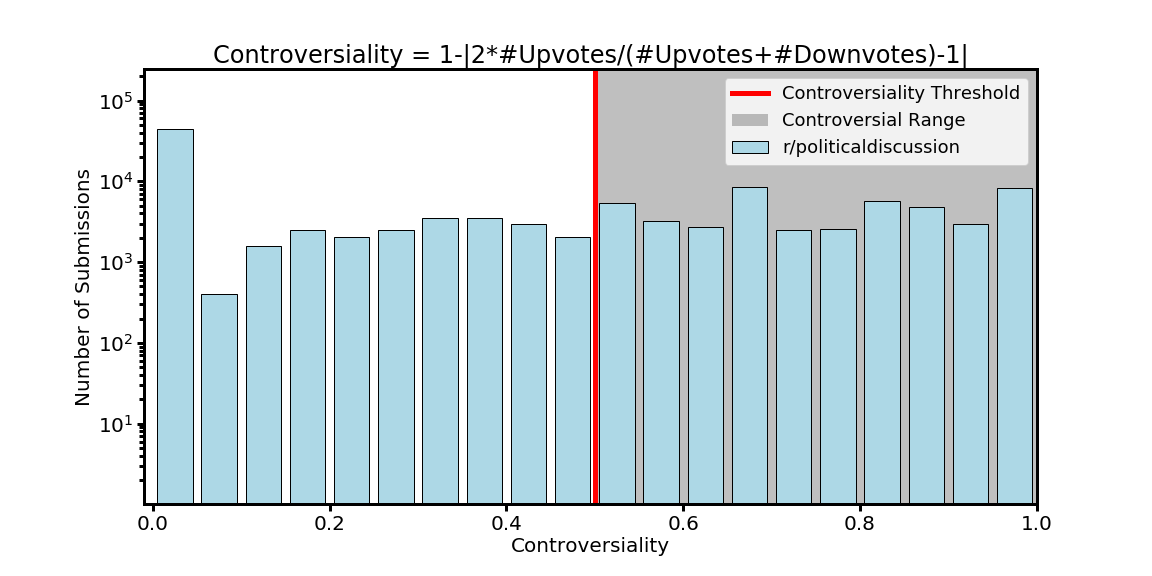 Controversiality = 1-|2*#Upvotes/(#Upvotes+#Downvotes)-1|
Controversiality Threshold
Controversial Range
r/politicaldiscussion
Number of Submissions
10⁵
10⁴
10³
10²
10¹
0.0 0.2 0.4 0.6 0.8 1.0
Controversiality